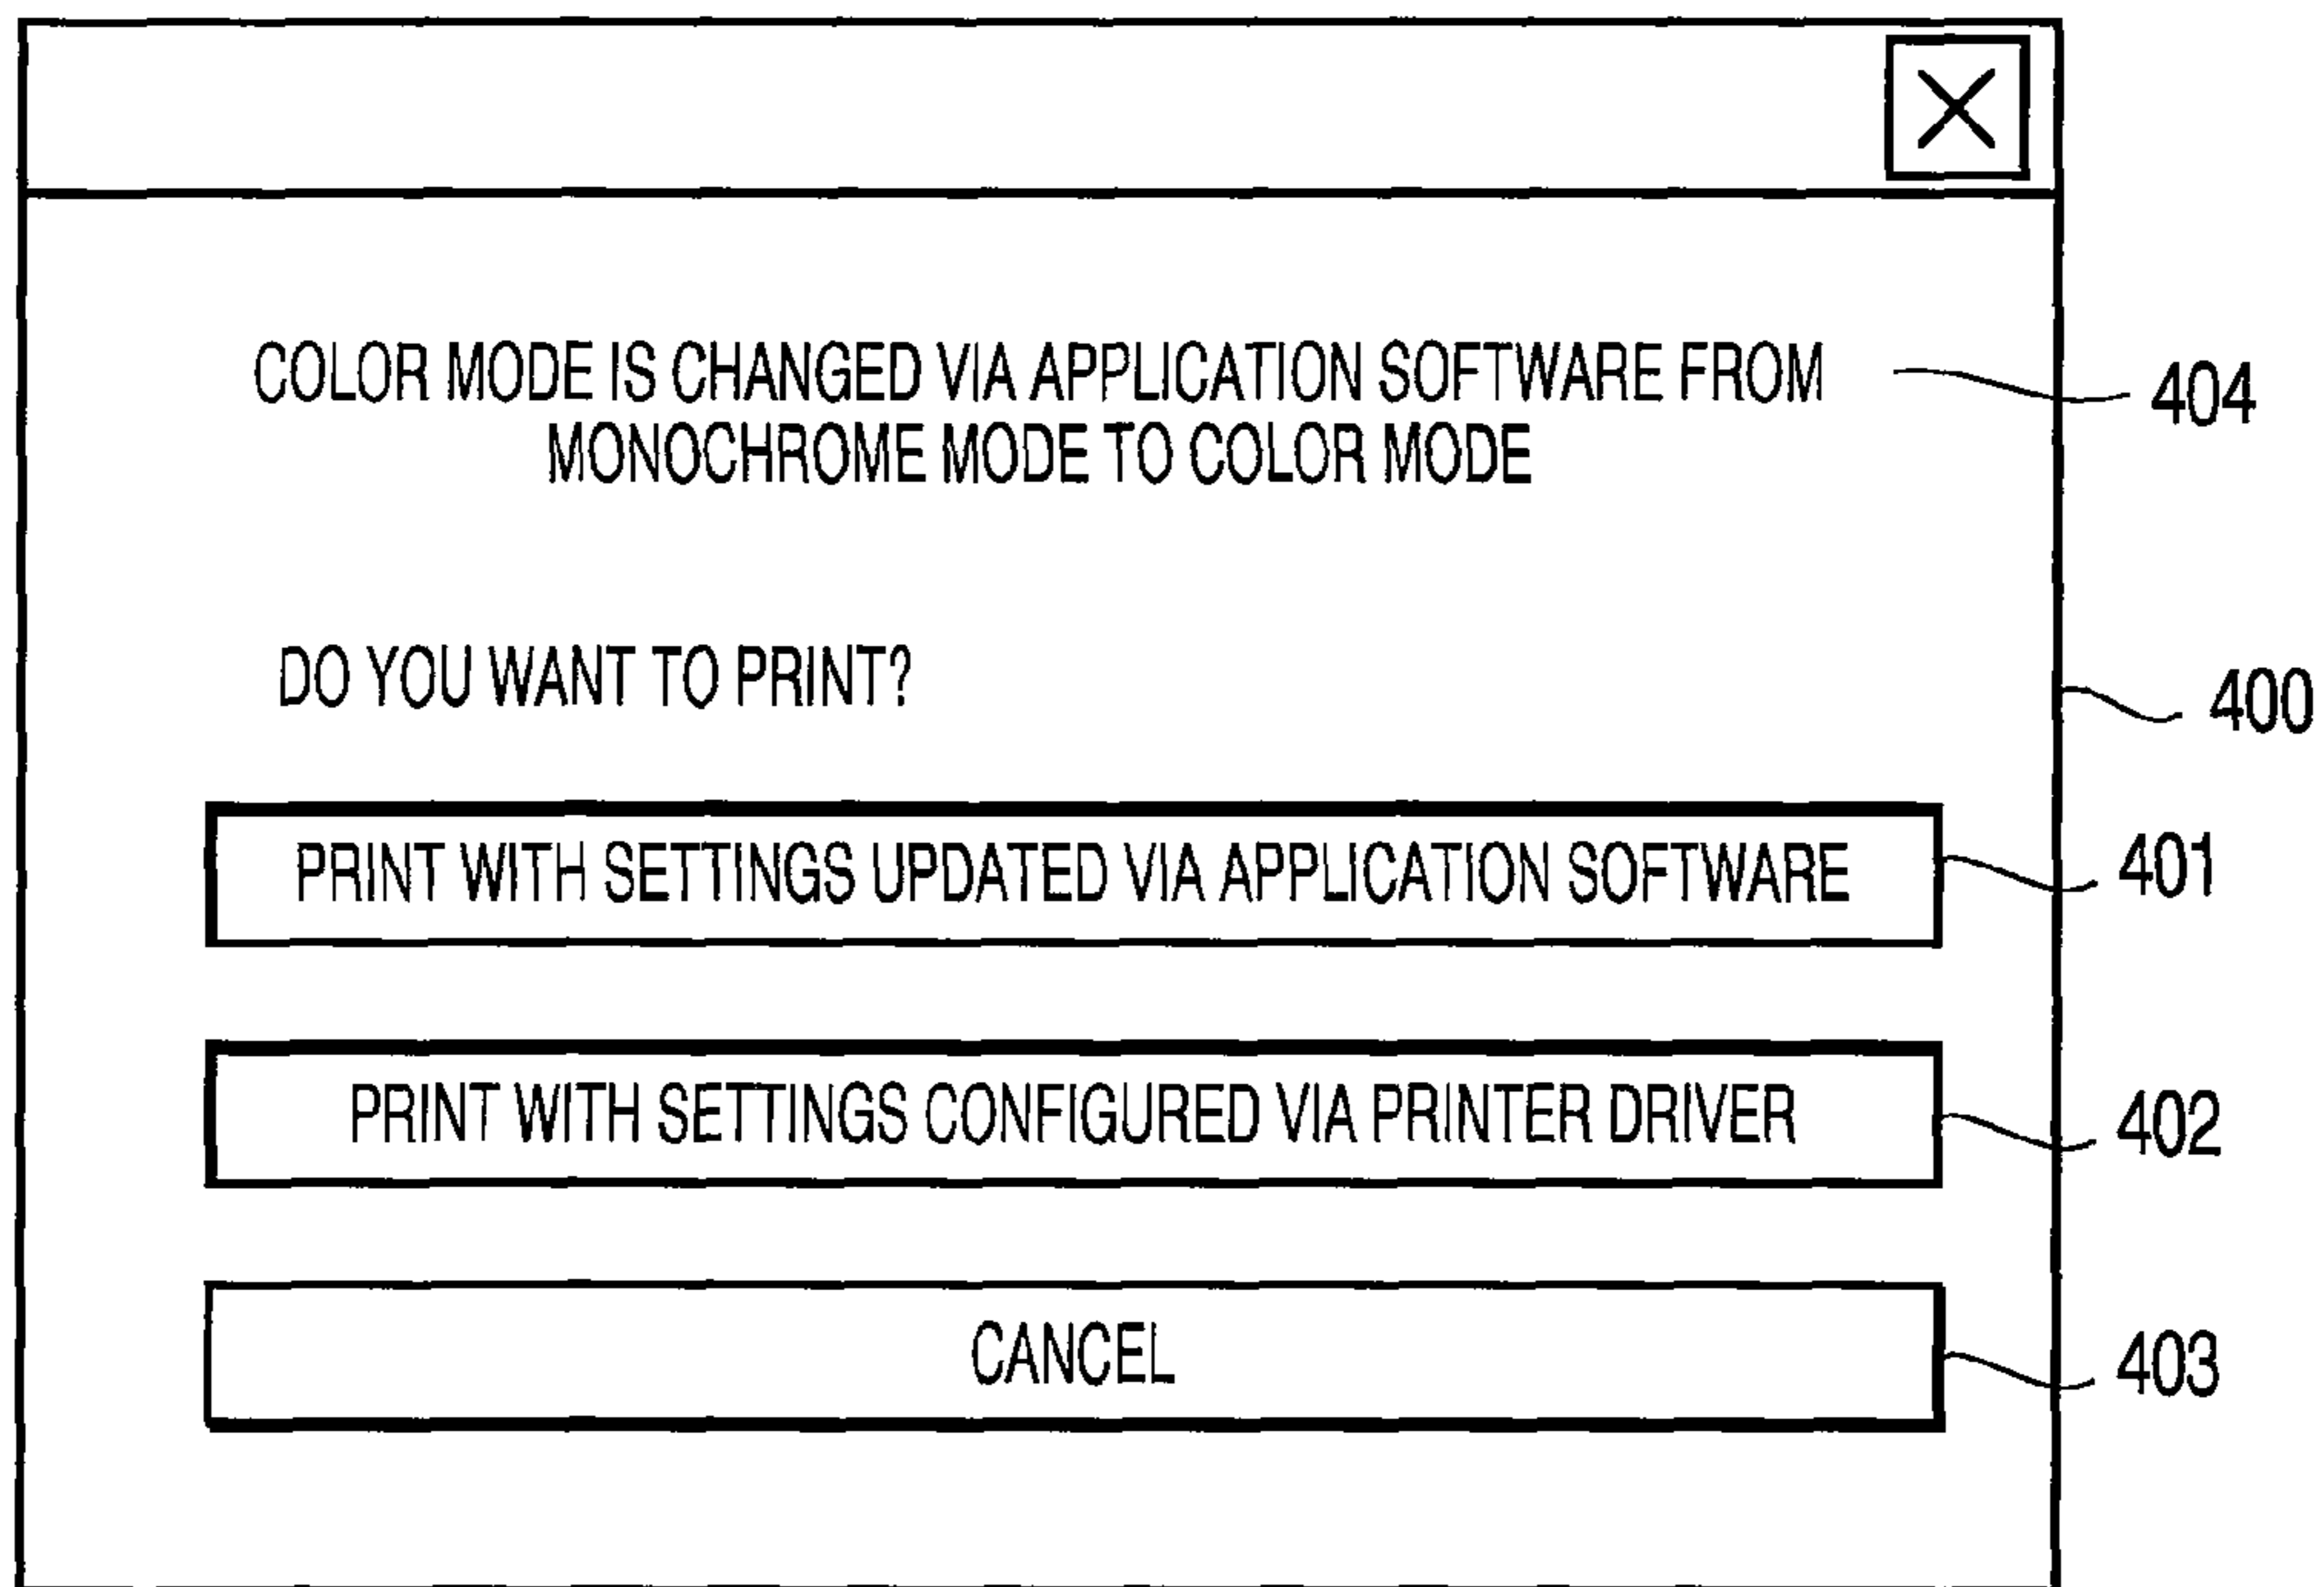 COLOR MODE IS CHANGED VIA APPLICATION SOFTWARE FROM
MONOCHROME MODE TO COLOR MODE
404
DO YOU WANT TO PRINT?
400
PRINT WITH SETTINGS UPDATED VIA APPLICATION SOFTWARE
401
PRINT WITH SETTINGS CONFIGURED VIA PRINTER DRIVER
402
CANCEL
403